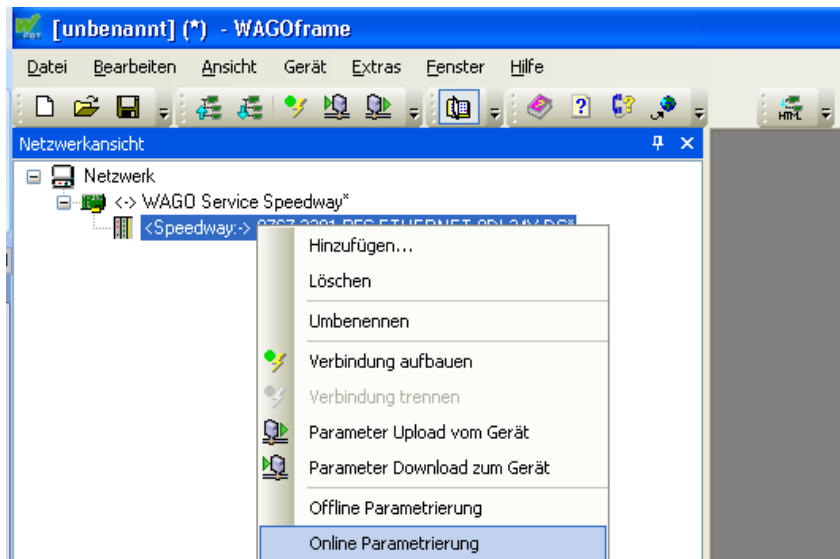 [unbenannt] (*) - WAGOframe
Datei Bearbeiten Ansicht Gerät Extras Fenster Hilfe
HTML
Netzwerkansicht
Netzwerk
<-> WAGO Service Speedway*
<Speedway:->
Hinzufügen...
Löschen
Umbenennen
Verbindung aufbauen
Verbindung trennen
Parameter Upload vom Gerät
Parameter Download zum Gerät
Offline Parametrierung
Online Parametrierung